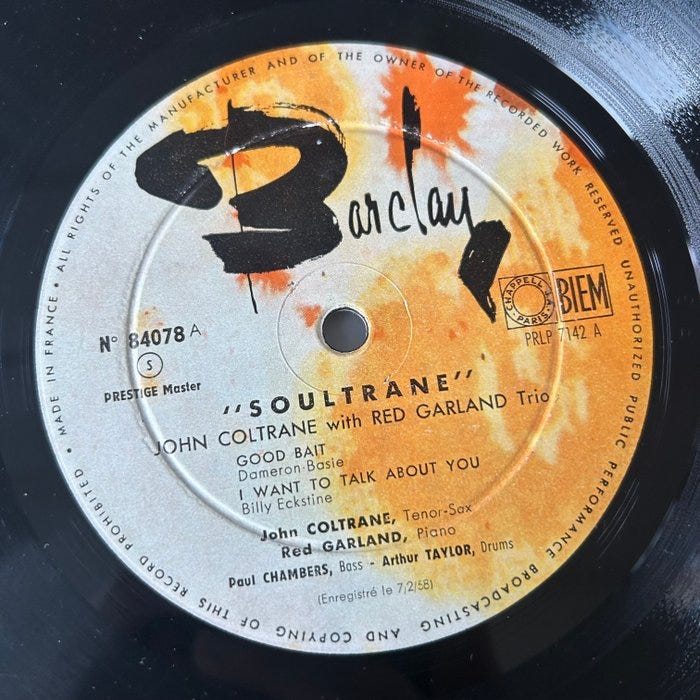 MADE IN FRANCE • ALL RIGHTS OF THE MANUFACTURER AND OF THE OWNER OF THE RECORDED WORK RESERVED UNAUTHORIZED PUBLIC PERFORMANCE BROADCASTING AND COPYING OF THIS RECORD PROHIBITED •
Barclay
CHAPPELL S.A.
PARIS
BIEM
N° 84078 A
PRLP 7142 A
S
PRESTIGE Master
"SOULTRANE"
JOHN COLTRANE with RED GARLAND Trio
GOOD BAIT
Dameron-Basie
I WANT TO TALK ABOUT YOU
Billy Eckstine
John COLTRANE, Tenor-Sax
Red GARLAND, Piano
Paul CHAMBERS, Bass - Arthur TAYLOR, Drums
(Enregistré le 7/2/58)